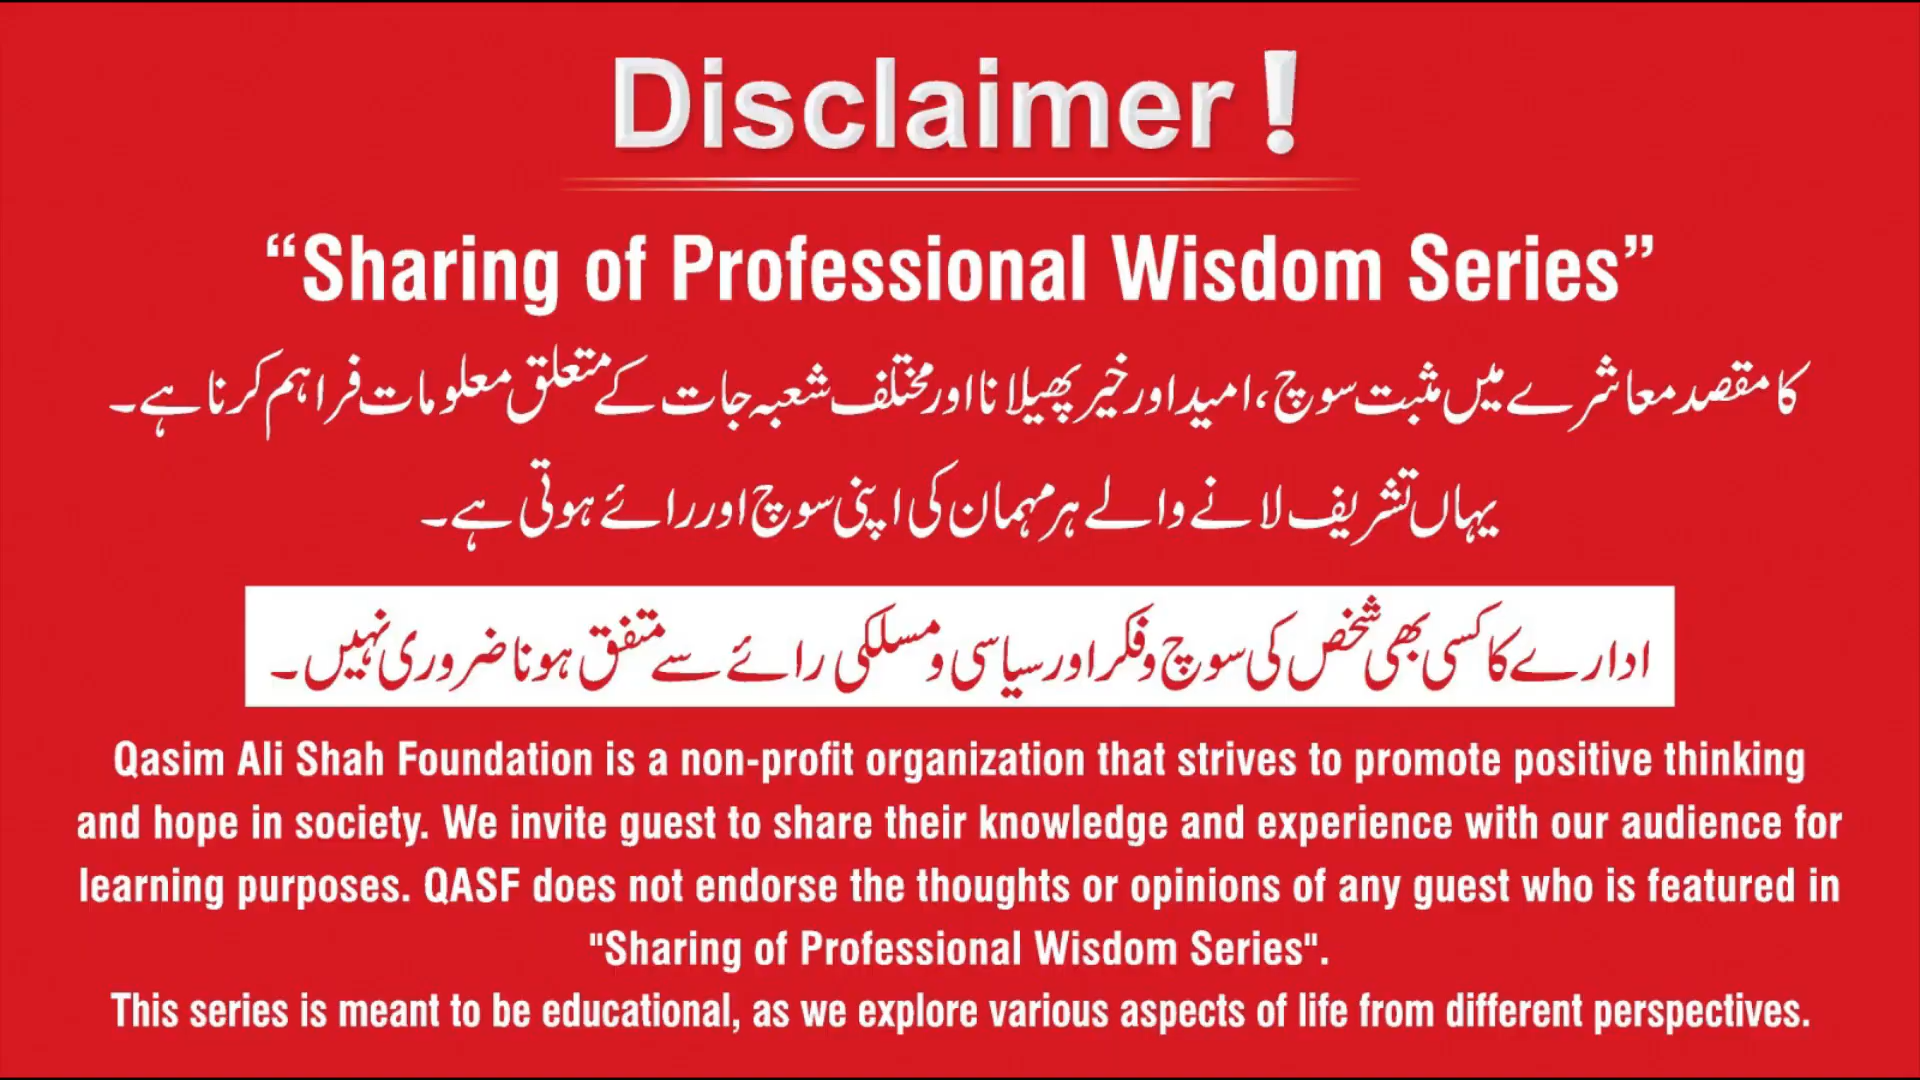 Disclaimer!
“Sharing of Professional Wisdom Series”
کا مقصد معاشرے میں مثبت سوچ، امید اور خیر پھیلانا اور مختلف شعبہ جات کے متعلق معلومات فراہم کرنا ہے۔
یہاں تشریف لانے والے ہر مہمان کی اپنی سوچ اور رائے ہوتی ہے۔
ادارے کا کسی بھی شخص کی سوچ و فکر اور سیاسی و مسلکی رائے سے متفق ہونا ضروری نہیں۔
Qasim Ali Shah Foundation is a non-profit organization that strives to promote positive thinking
and hope in society. We invite guest to share their knowledge and experience with our audience for
learning purposes. QASF does not endorse the thoughts or opinions of any guest who is featured in
"Sharing of Professional Wisdom Series".
This series is meant to be educational, as we explore various aspects of life from different perspectives.